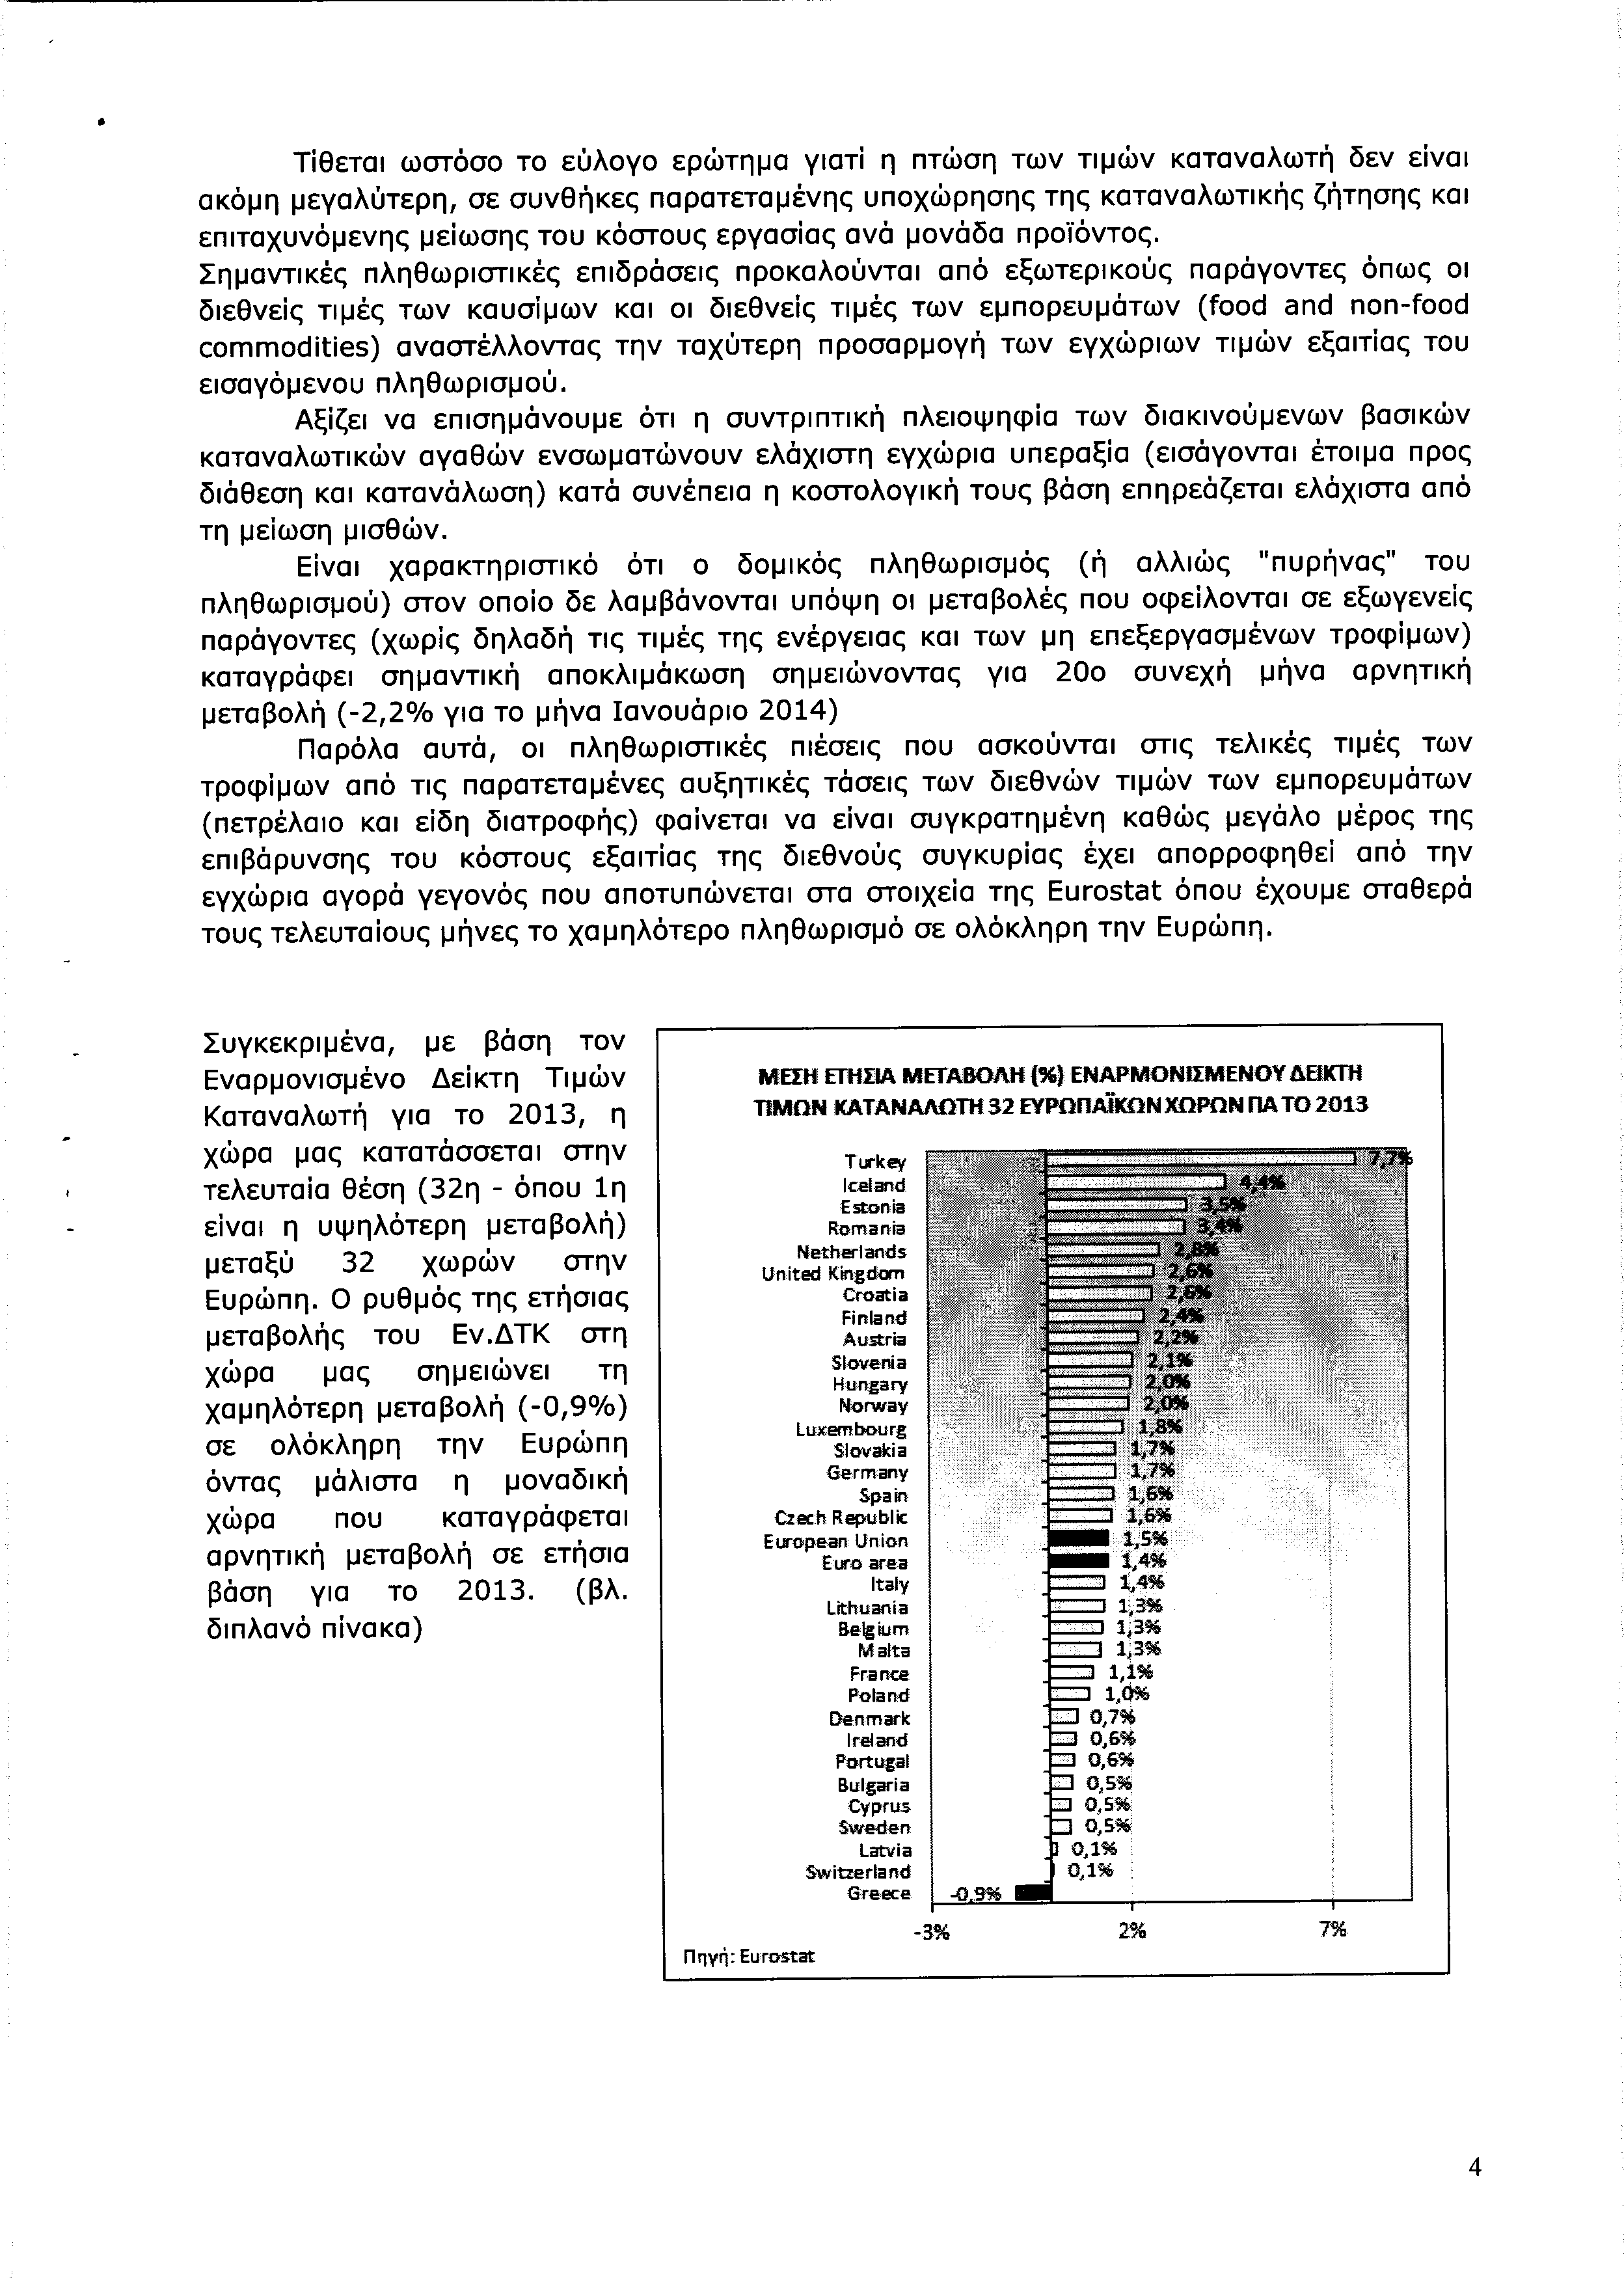 Τίθεται ωστόσο το εύλογο ερώτημα γιατί η πτώση των τιμών καταναλωτή δεν είναι
ακόμη μεγαλύτερη, σε συνθήκες παρατεταμένης υποχώρησης της καταναλωτικής ζήτησης και
επιταχυνόμενης μείωσης του κόστους εργασίας ανά μονάδα προϊόντος.
Σημαντικές πληθωριστικές επιδράσεις προκαλούνται από εξωτερικούς παράγοντες όπως οι
διεθνείς τιμές των καυσίμων και οι διεθνείς τιμές των εμπορευμάτων (food and non-food
commodities) αναστέλλοντας την ταχύτερη προσαρμογή των εγχώριων τιμών εξαιτίας του
εισαγόμενου πληθωρισμού.
Αξίζει να επισημάνουμε ότι η συντριπτική πλειοψηφία των διακινούμενων βασικών
καταναλωτικών αγαθών ενσωματώνουν ελάχιστη εγχώρια υπεραξία (εισάγονται έτοιμα προς
διάθεση και κατανάλωση) κατά συνέπεια η κοστολογική τους βάση επηρεάζεται ελάχιστα από
τη μείωση μισθών.
Είναι χαρακτηριστικό ότι ο δομικός πληθωρισμός (ή αλλιώς "πυρήνας" του
πληθωρισμού) στον οποίο δε λαμβάνονται υπόψη οι μεταβολές που οφείλονται σε εξωγενείς
παράγοντες (χωρίς δηλαδή τις τιμές της ενέργειας και των μη επεξεργασμένων τροφίμων)
καταγράφει σημαντική αποκλιμάκωση σημειώνοντας για 20ο συνεχή μήνα αρνητική
μεταβολή (-2,2% για το μήνα Ιανουάριο 2014)
Παρόλα αυτά, οι πληθωριστικές πιέσεις που ασκούνται στις τελικές τιμές των
τροφίμων από τις παρατεταμένες αυξητικές τάσεις των διεθνών τιμών των εμπορευμάτων
(πετρέλαιο και είδη διατροφής) φαίνεται να είναι συγκρατημένη καθώς μεγάλο μέρος της
επιβάρυνσης του κόστους εξαιτίας της διεθνούς συγκυρίας έχει απορροφηθεί από την
εγχώρια αγορά γεγονός που αποτυπώνεται στα στοιχεία της Eurostat όπου έχουμε σταθερά
τους τελευταίους μήνες το χαμηλότερο πληθωρισμό σε ολόκληρη την Ευρώπη.
Συγκεκριμένα, με βάση τον
Εναρμονισμένο Δείκτη Τιμών
Καταναλωτή για το 2013, η
χώρα μας κατατάσσεται στην
τελευταία θέση (32η - όπου 1η
είναι η υψηλότερη μεταβολή)
μεταξύ 32 χωρών στην
Ευρώπη. Ο ρυθμός της ετήσιας
μεταβολής του Εν.ΔΤΚ στη
χώρα μας σημειώνει τη
χαμηλότερη μεταβολή (-0,9%)
σε ολόκληρη την Ευρώπη
όντας μάλιστα η μοναδική
χώρα που καταγράφεται
αρνητική μεταβολή σε ετήσια
βάση για το 2013. (βλ.
διπλανό πίνακα)
ΜΕΣΗ ΕΤΗΣΙΑ ΜΕΤΑΒΟΛΗ (%) ΕΝΑΡΜΟΝΙΣΜΕΝΟΥ ΔΕΙΚΤΗ
ΤΙΜΩΝ ΚΑΤΑΝΑΛΩΤΗ 32 ΕΥΡΩΠΑΪΚΩΝ ΧΩΡΩΝ ΓΙΑ ΤΟ 2013
Turkey 7,7%
Iceland 4,4%
Estonia 3,5%
Romania 3,4%
Netherlands 2,8%
United Kingdom 2,6%
Croatia 2,6%
Finland 2,4%
Austria 2,2%
Slovenia 2,1%
Hungary 2,0%
Norway 2,0%
Luxembourg 1,8%
Slovakia 1,7%
Germany 1,7%
Spain 1,6%
Czech Republic 1,6%
European Union 1,5%
Euro area 1,4%
Italy 1,4%
Lithuania 1,3%
Belgium 1,3%
Malta 1,3%
France 1,1%
Poland 1,0%
Denmark 0,7%
Ireland 0,6%
Portugal 0,6%
Bulgaria 0,5%
Cyprus 0,5%
Sweden 0,5%
Latvia 0,1%
Switzerland 0,1%
Greece -0,9%
-3% 2% 7%
Πηγή: Eurostat
4